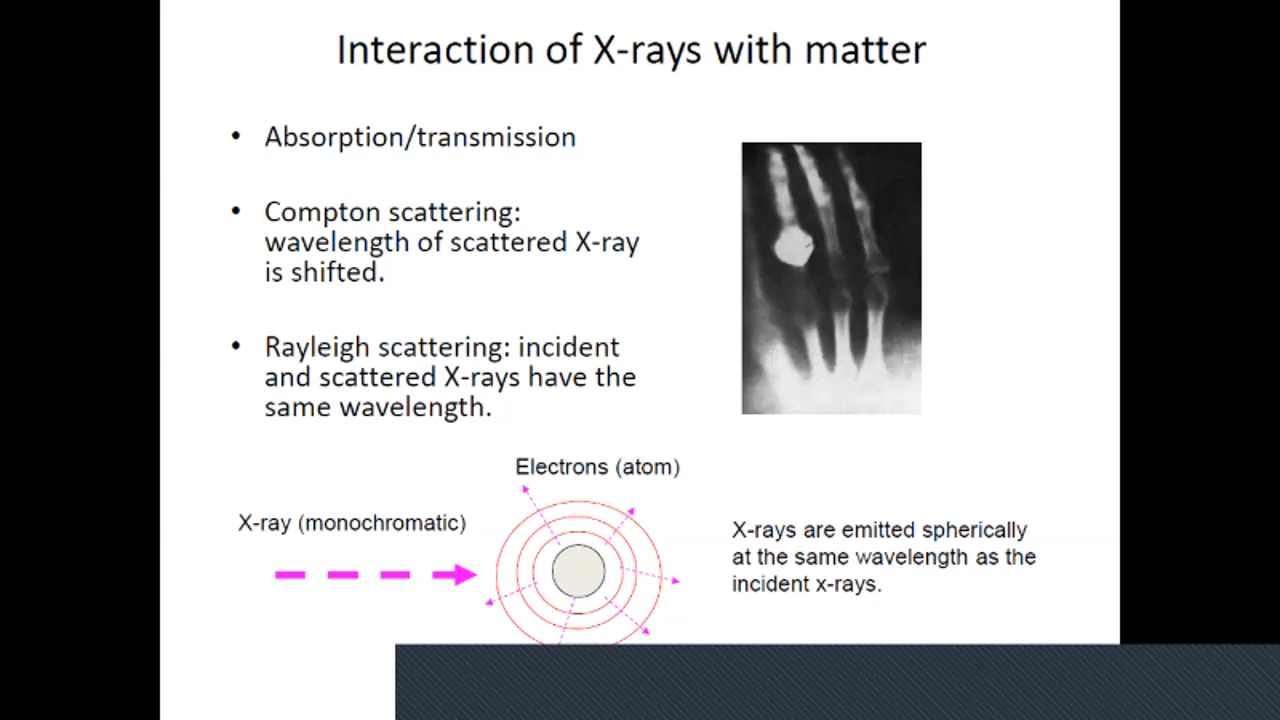 Interaction of X-rays with matter
• Absorption/transmission
• Compton scattering:
wavelength of scattered X-ray
is shifted.
• Rayleigh scattering: incident
and scattered X-rays have the
same wavelength.
Electrons (atom)
X-ray (monochromatic)
X-rays are emitted spherically
at the same wavelength as the
incident x-rays.